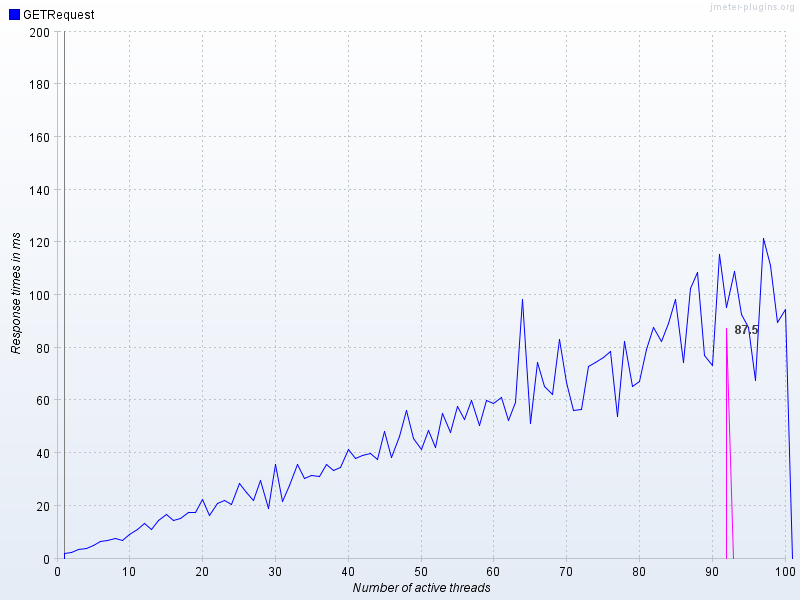 jmeter-plugins.org
GETRequest
200
180
160
140
120
100
80
60
40
20
0
Response times in ms
87.5
0 10 20 30 40 50 60 70 80 90 100
Number of active threads